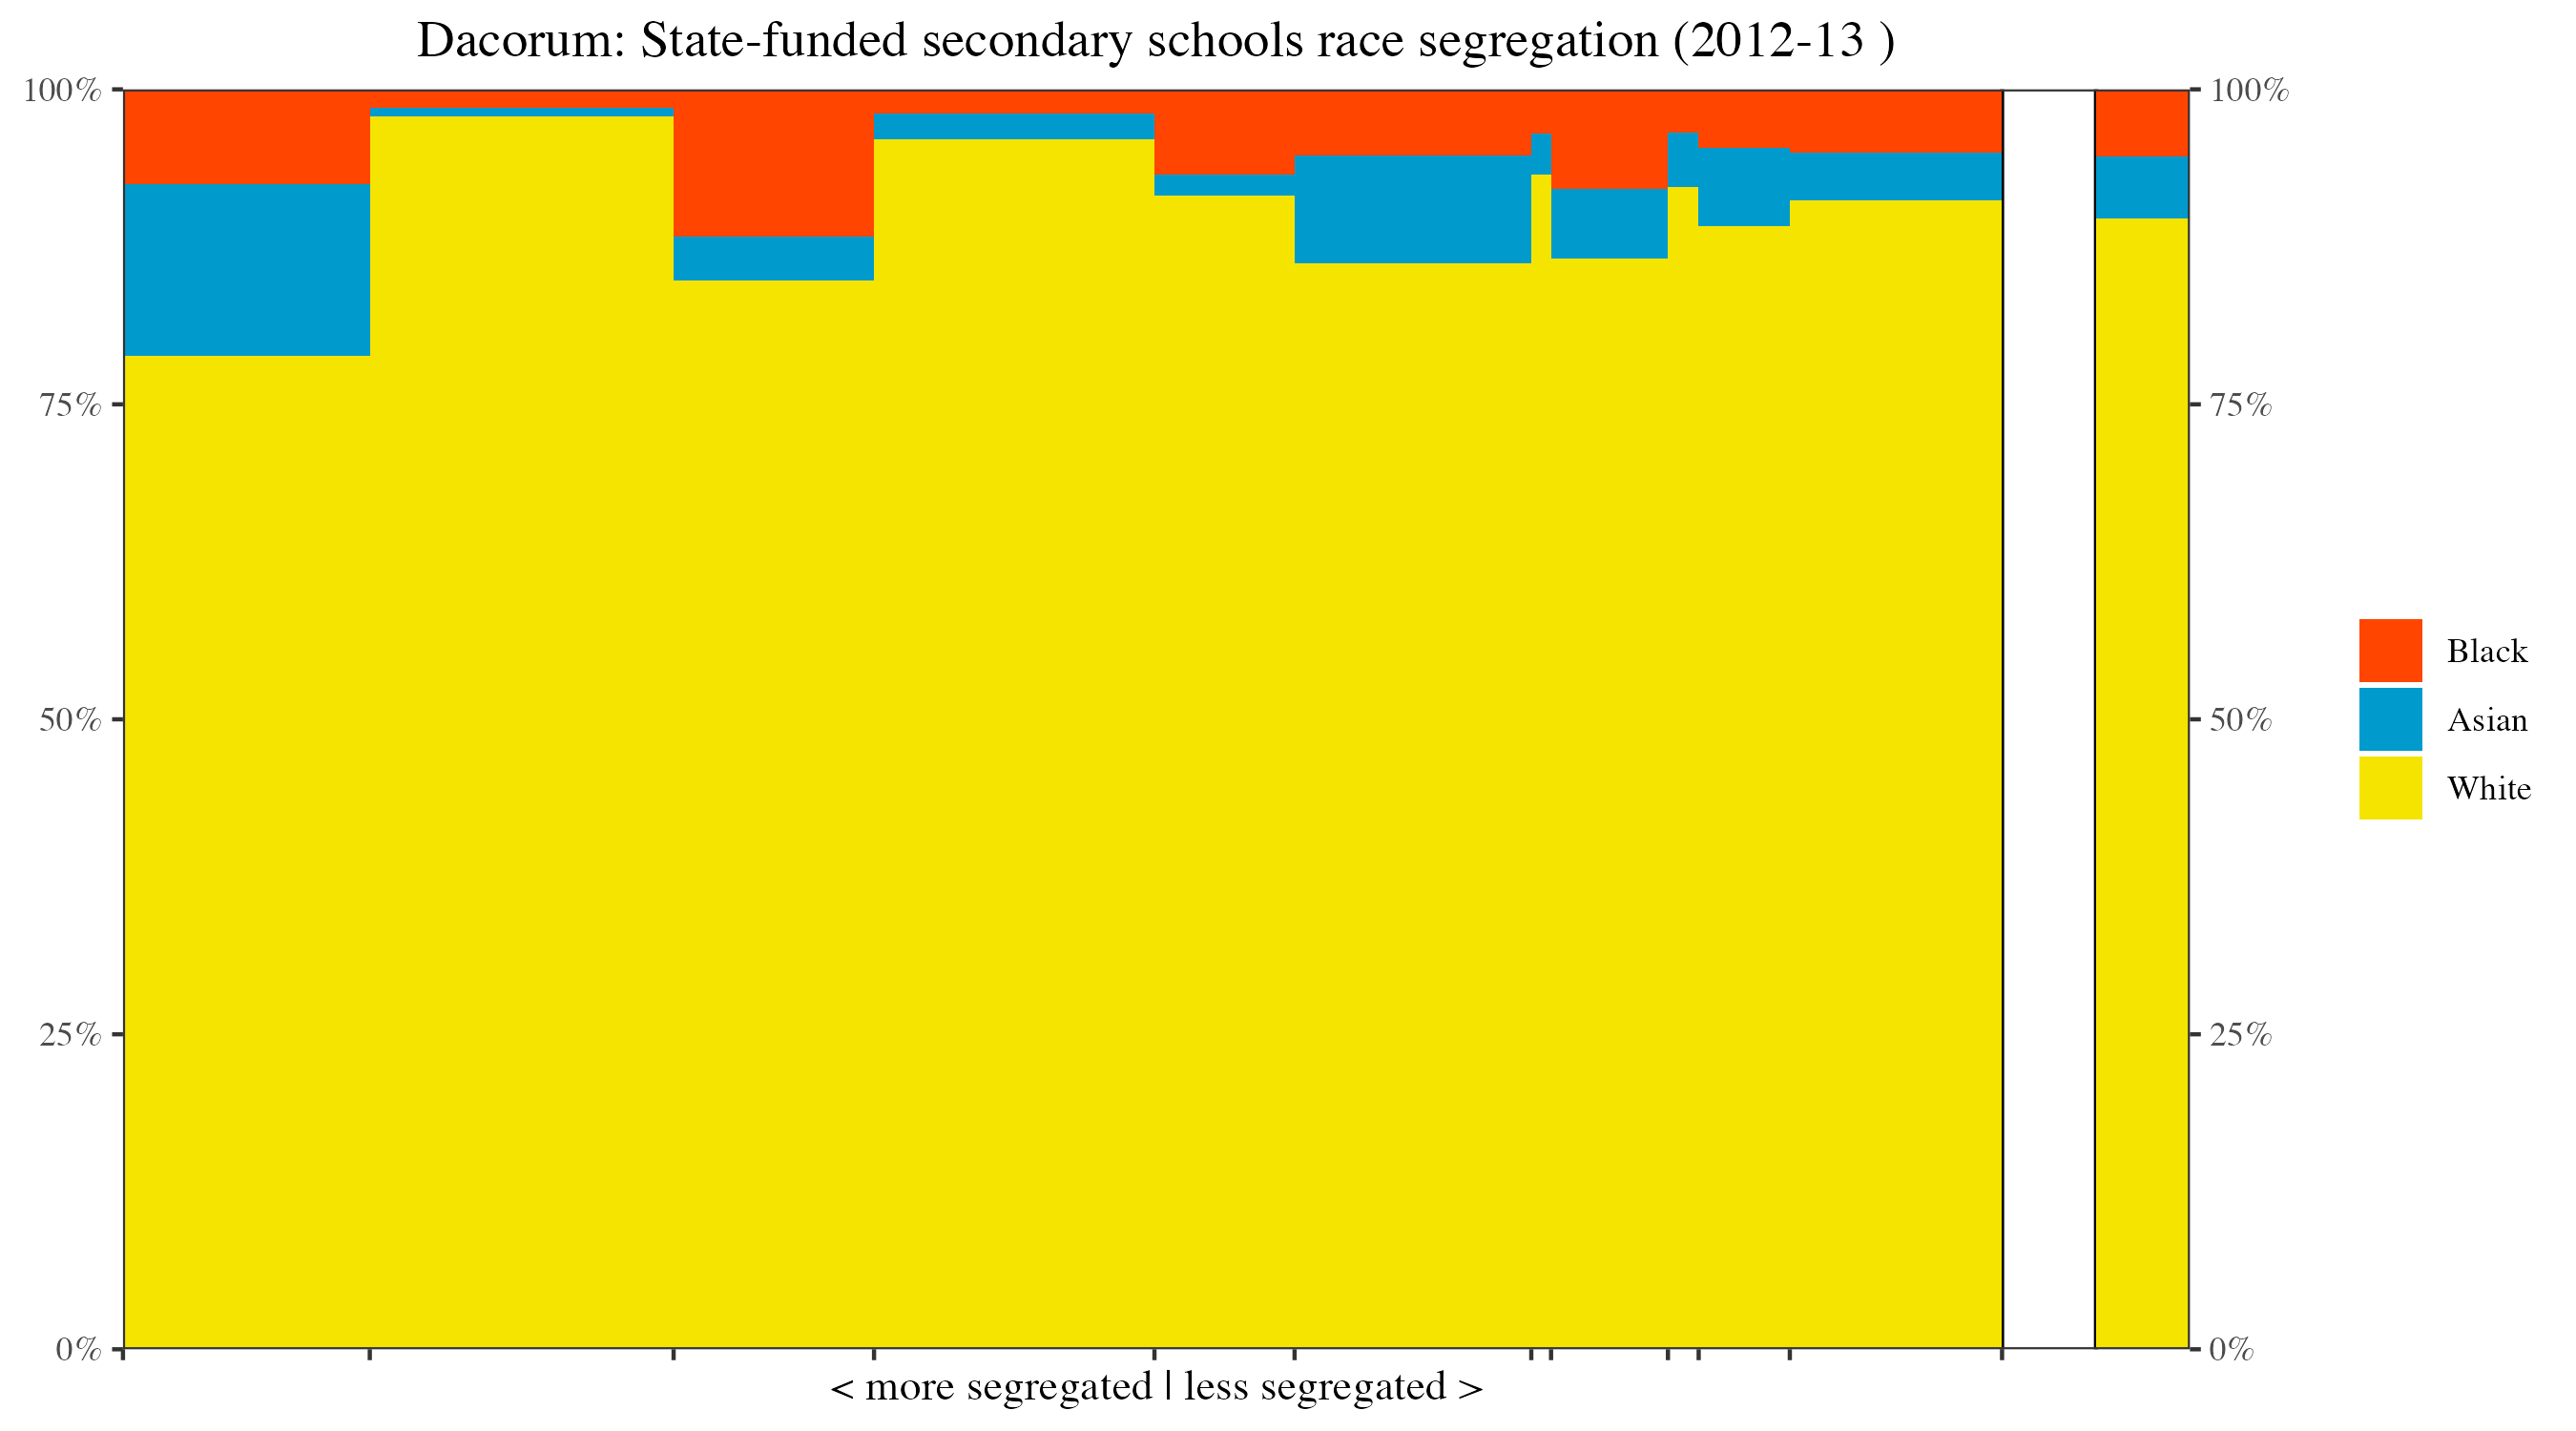 Dacorum: State-funded secondary schools race segregation (2012-13 )
100%
75%
50%
25%
0%
100%
75%
50%
25%
0%
Black
Asian
White
< more segregated | less segregated >